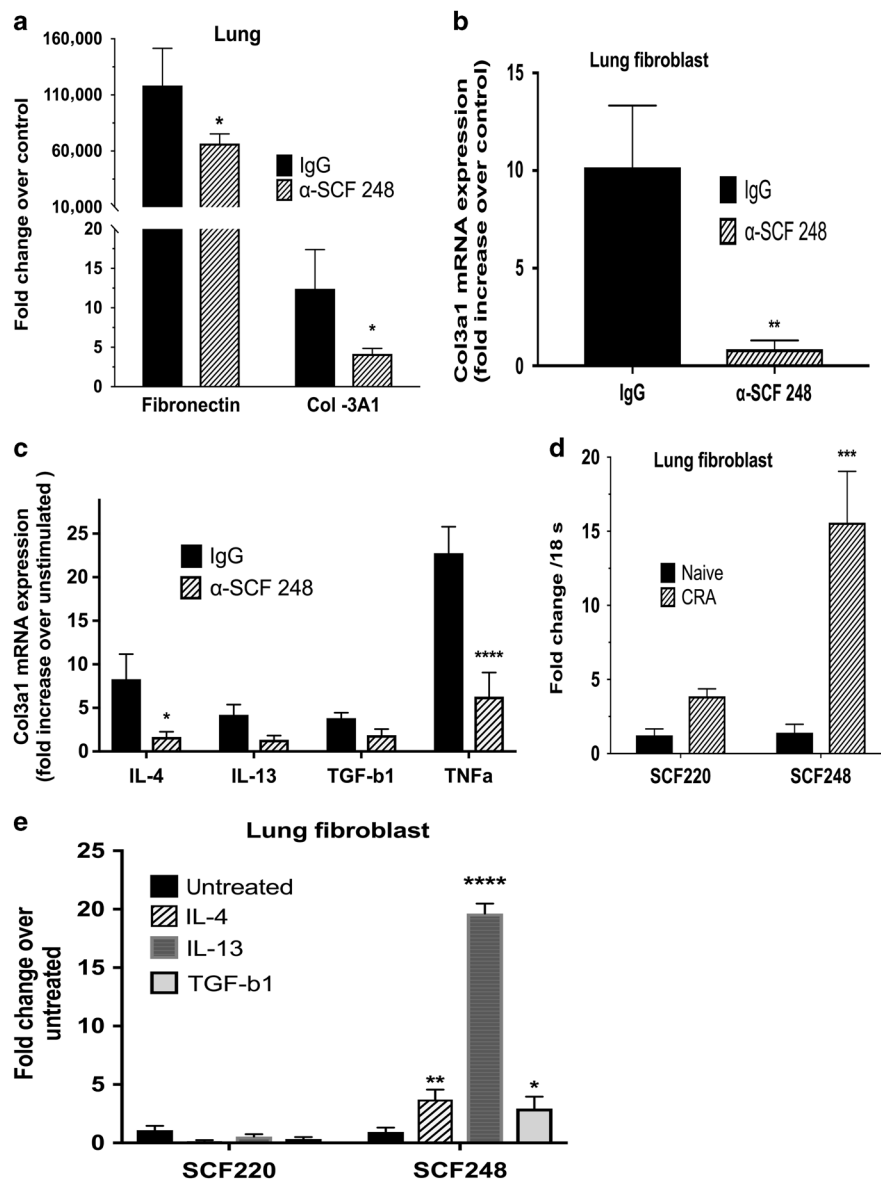 a
Lung
Fold change over control
160,000
110,000
60,000
10,000
20
15
10
5
0
*
*
IgG
α-SCF 248
Fibronectin
Col -3A1
b
Lung fibroblast
Col3a1 mRNA expression
(fold increase over control)
15
10
5
0
**
IgG
α-SCF 248
IgG
α-SCF 248
c
Col3a1 mRNA expression
(fold increase over unstimulated )
25
20
15
10
5
0
IgG
α-SCF 248
*
****
IL-4
IL-13
TGF-b1
TNFa
d
Lung fibroblast
Fold change /18 s
20
15
10
5
0
***
Naive
CRA
SCF220
SCF248
e
Lung fibroblast
Fold change over
untreated
25
20
15
10
5
0
Untreated
IL-4
IL-13
TGF-b1
**
****
*
SCF220
SCF248